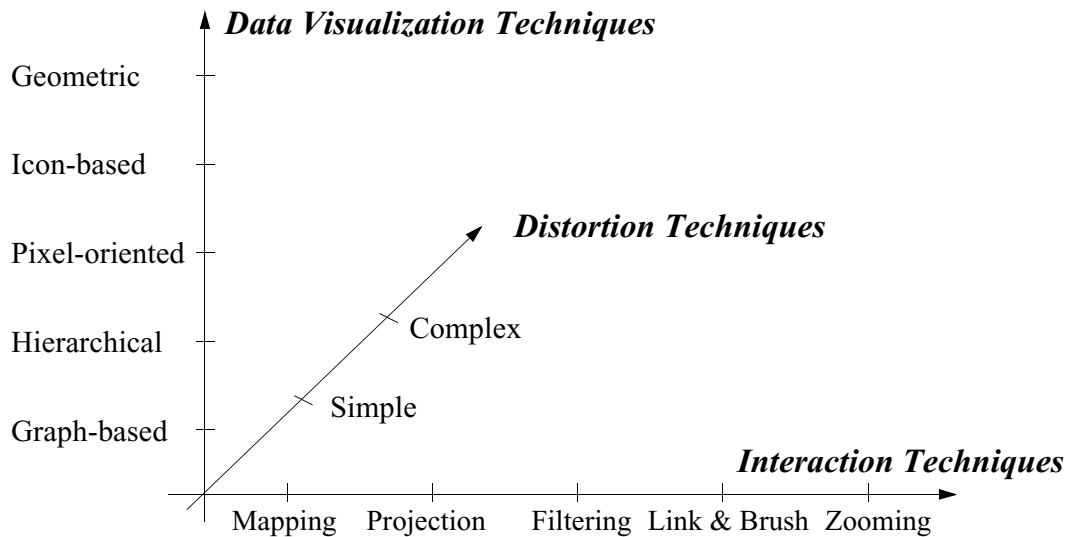 Data Visualization Techniques
Geometric
Icon-based
Pixel-oriented
Hierarchical
Graph-based
Distortion Techniques
Complex
Simple
Interaction Techniques
Mapping Projection Filtering Link & Brush Zooming